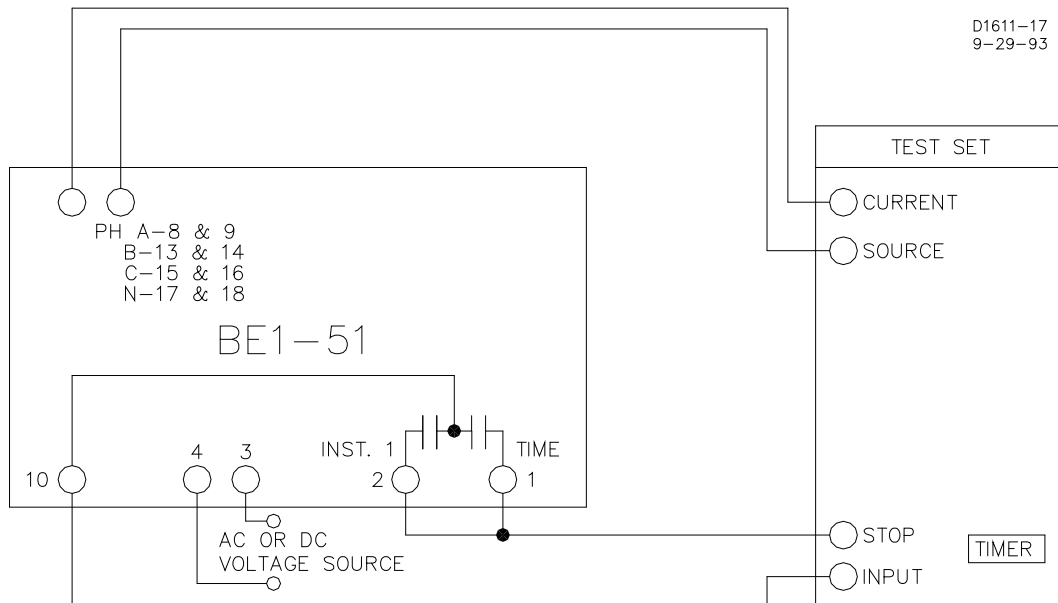 D1611-17
9-29-93
TEST SET
CURRENT
SOURCE
PH A-8 & 9
B-13 & 14
C-15 & 16
N-17 & 18
BE1-51
INST. 1
TIME
10
4
3
2
1
AC OR DC
VOLTAGE SOURCE
STOP
TIMER
INPUT